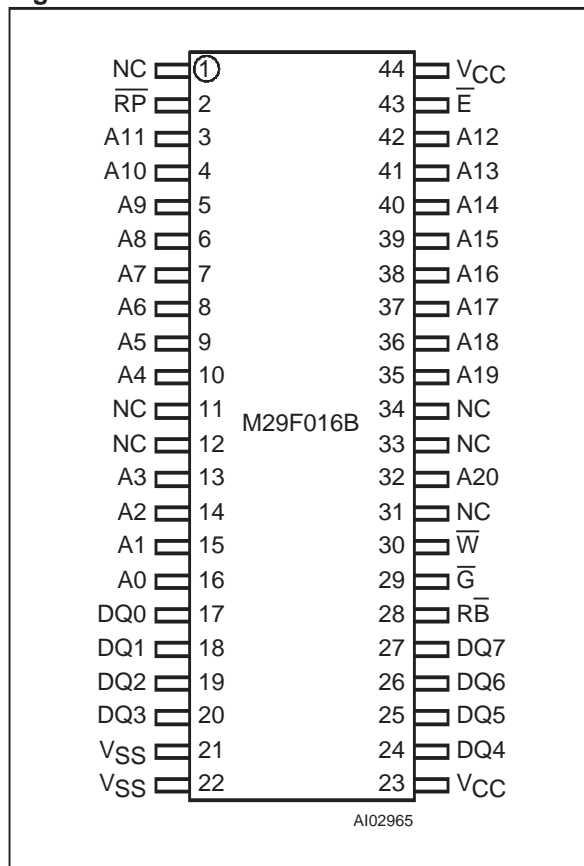 NC 1 44 VCC
R̅P̅ 2 43 E̅
A11 3 42 A12
A10 4 41 A13
A9 5 40 A14
A8 6 39 A15
A7 7 38 A16
A6 8 37 A17
A5 9 36 A18
A4 10 35 A19
NC 11 34 NC
M29F016B
NC 12 33 NC
A3 13 32 A20
A2 14 31 NC
A1 15 30 W̅
A0 16 29 G̅
DQ0 17 28 RB̅
DQ1 18 27 DQ7
DQ2 19 26 DQ6
DQ3 20 25 DQ5
VSS 21 24 DQ4
VSS 22 23 VCC
AI02965